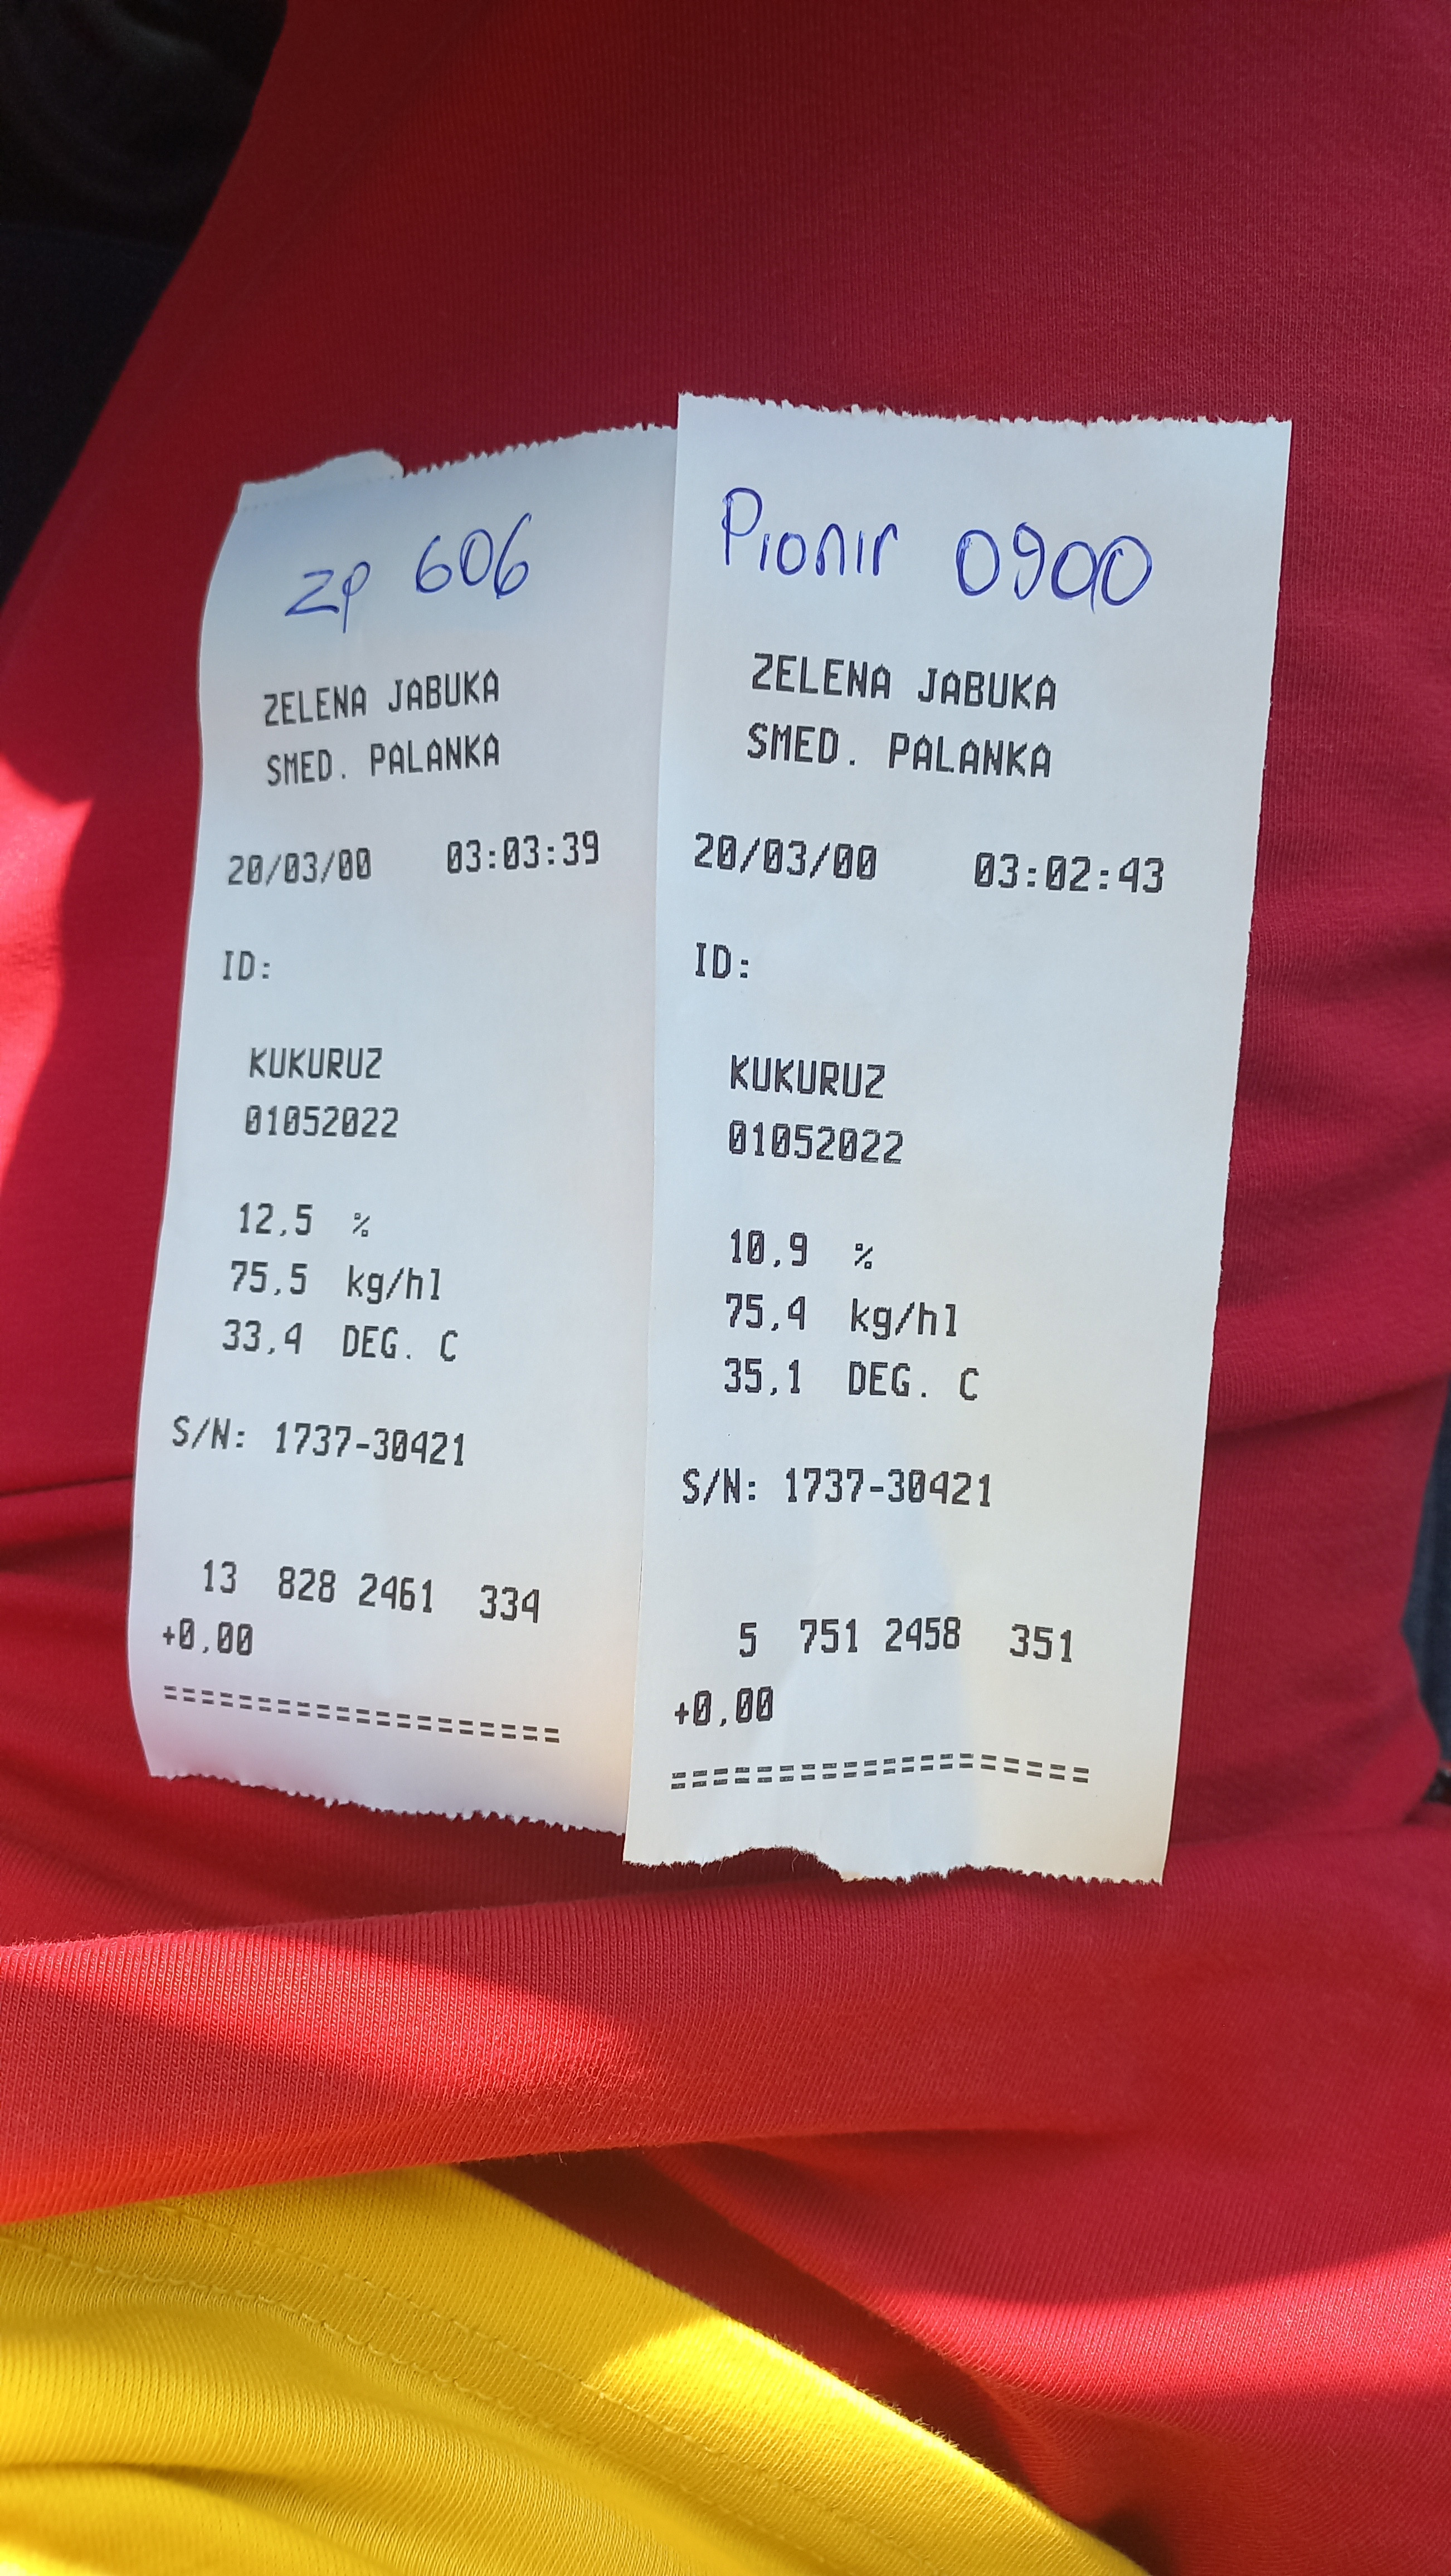 ZP 606
ZELENA JABUKA
SMED. PALANKA
20/03/00 03:03:39
ID:
KUKURUZ
01052022
12,5 %
75,5 kg/hl
33,4 DEG. C
S/N: 1737-30421
13 828 2461 334
+0,00
===================
Pionir 0900
ZELENA JABUKA
SMED. PALANKA
20/03/00 03:02:43
ID:
KUKURUZ
01052022
10,9 %
75,4 kg/hl
35,1 DEG. C
S/N: 1737-30421
5 751 2458 351
+0,00
===================